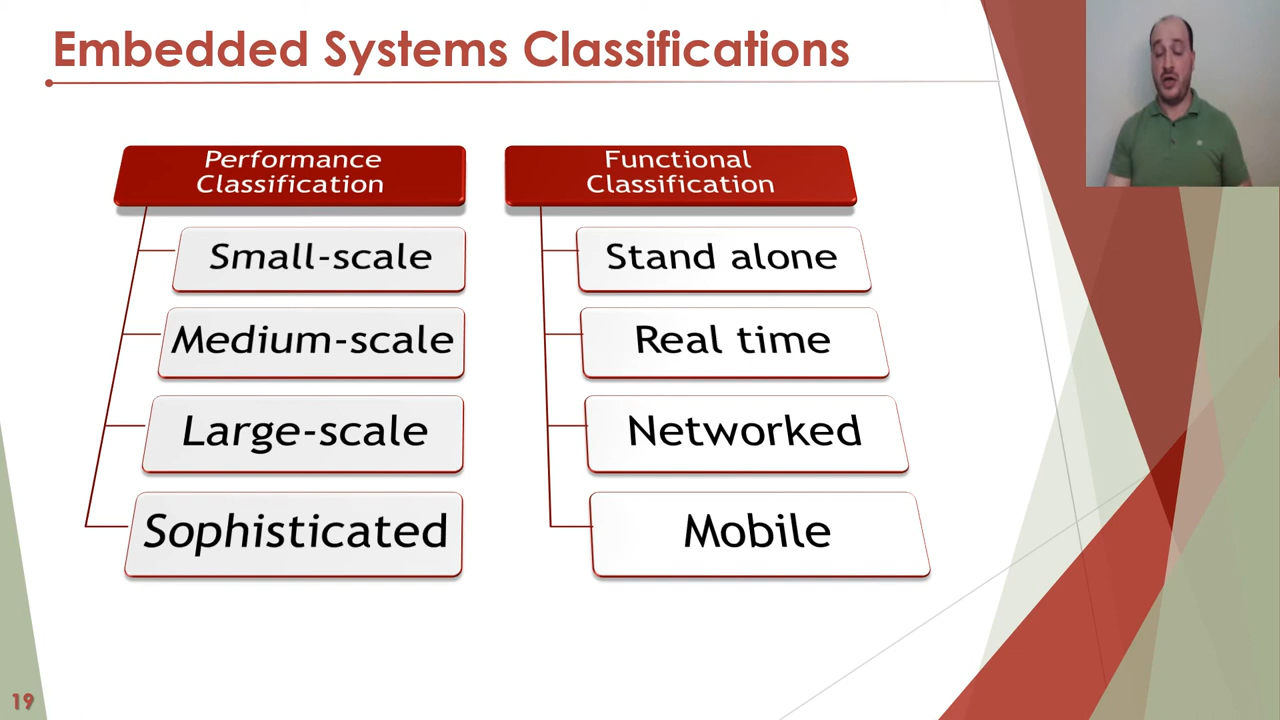 Embedded Systems Classifications
Performance
Classification
Small-scale
Medium-scale
Large-scale
Sophisticated
Functional
Classification
Stand alone
Real time
Networked
Mobile
19